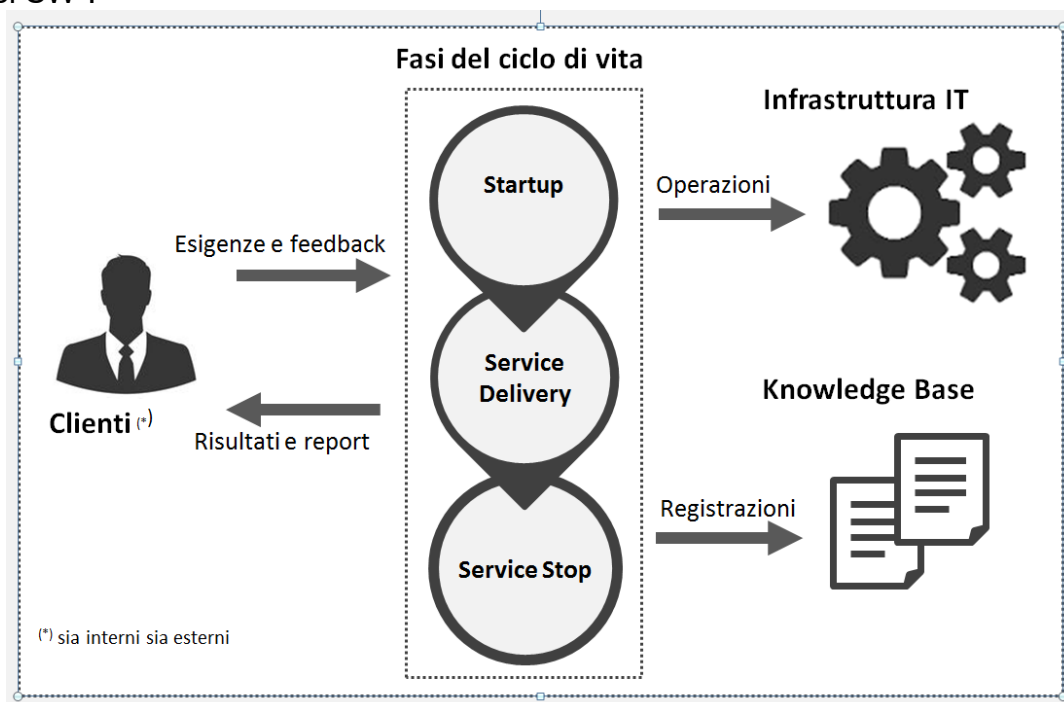 Fasi del ciclo di vita
Infrastruttura IT
Startup
Operazioni
Esigenze e feedback
Service
Delivery
Knowledge Base
Clienti (*)
Risultati e report
Registrazioni
Service Stop
(*) sia interni sia esterni